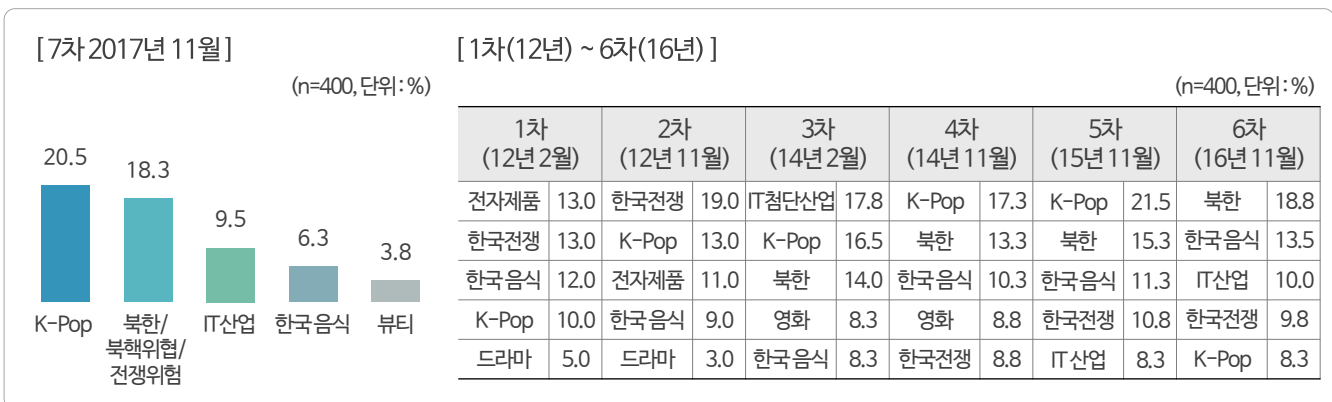 [ 7차 2017년 11월 ]
(n=400, 단위 : %)
20.5
18.3
9.5
6.3
3.8
K-Pop 북한/ IT산업 한국 음식 뷰티
북핵위협/
전쟁위험
[ 1차(12년) ~ 6차(16년) ]
(n=400, 단위 : %)
1차 2차 3차 4차 5차 6차
(12년 2월) (12년 11월) (14년 2월) (14년 11월) (15년 11월) (16년 11월)
전자제품 13.0 한국전쟁 19.0 IT첨단산업 17.8 K-Pop 17.3 K-Pop 21.5 북한 18.8
한국전쟁 13.0 K-Pop 13.0 K-Pop 16.5 북한 13.3 북한 15.3 한국 음식 13.5
한국 음식 12.0 전자제품 11.0 북한 14.0 한국 음식 10.3 한국 음식 11.3 IT산업 10.0
K-Pop 10.0 한국 음식 9.0 영화 8.3 영화 8.8 한국전쟁 10.8 한국전쟁 9.8
드라마 5.0 드라마 3.0 한국 음식 8.3 한국전쟁 8.8 IT 산업 8.3 K-Pop 8.3